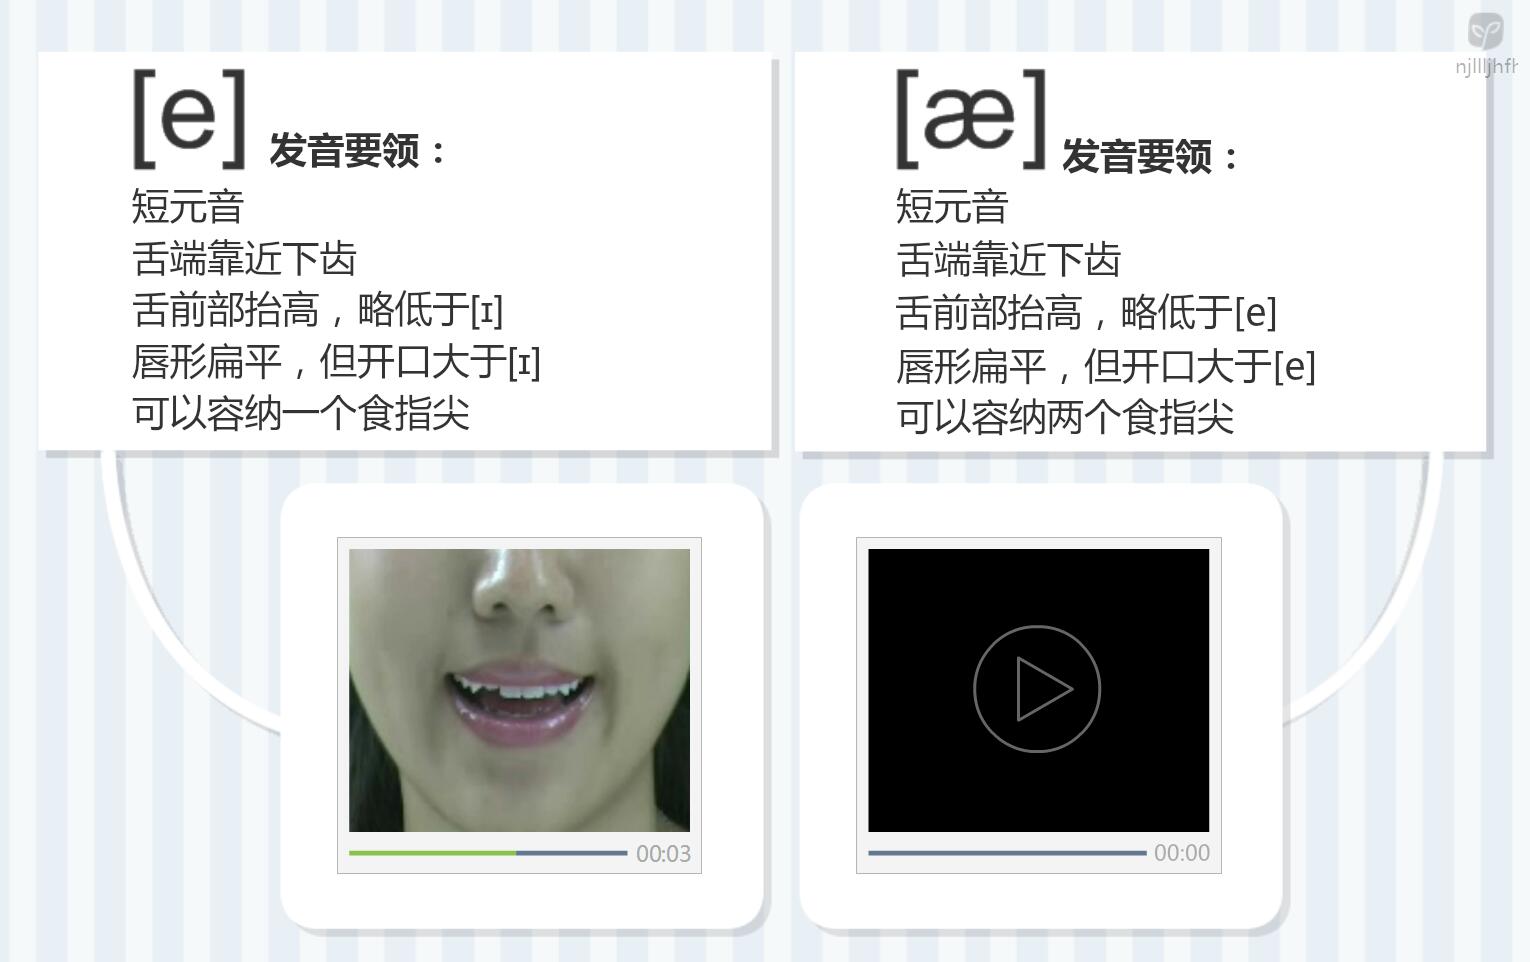 [e] 发音要领：
短元音
舌端靠近下齿
舌前部抬高，略低于[ɪ]
唇形扁平，但开口大于[ɪ]
可以容纳一个食指尖
00:03
[æ] 发音要领：
短元音
舌端靠近下齿
舌前部抬高，略低于[e]
唇形扁平，但开口大于[e]
可以容纳两个食指尖
00:00